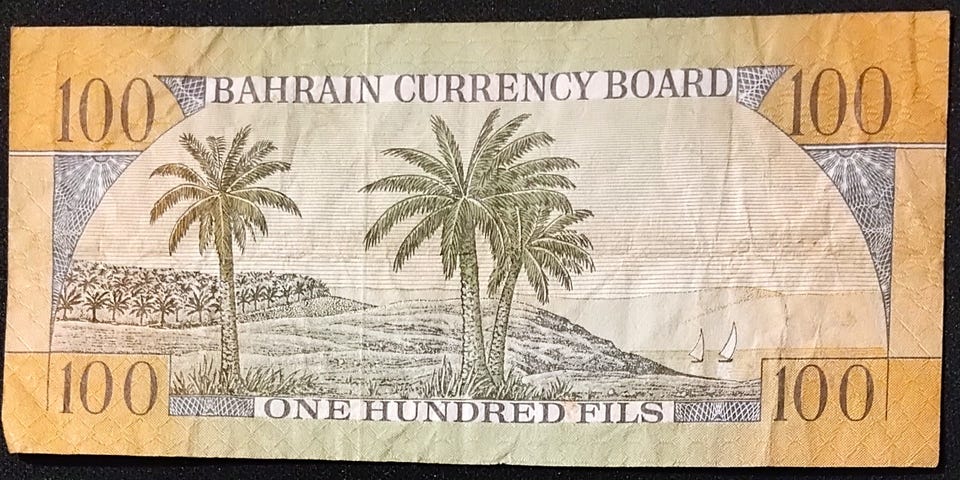 100 BAHRAIN CURRENCY BOARD 100
100 ONE HUNDRED FILS 100